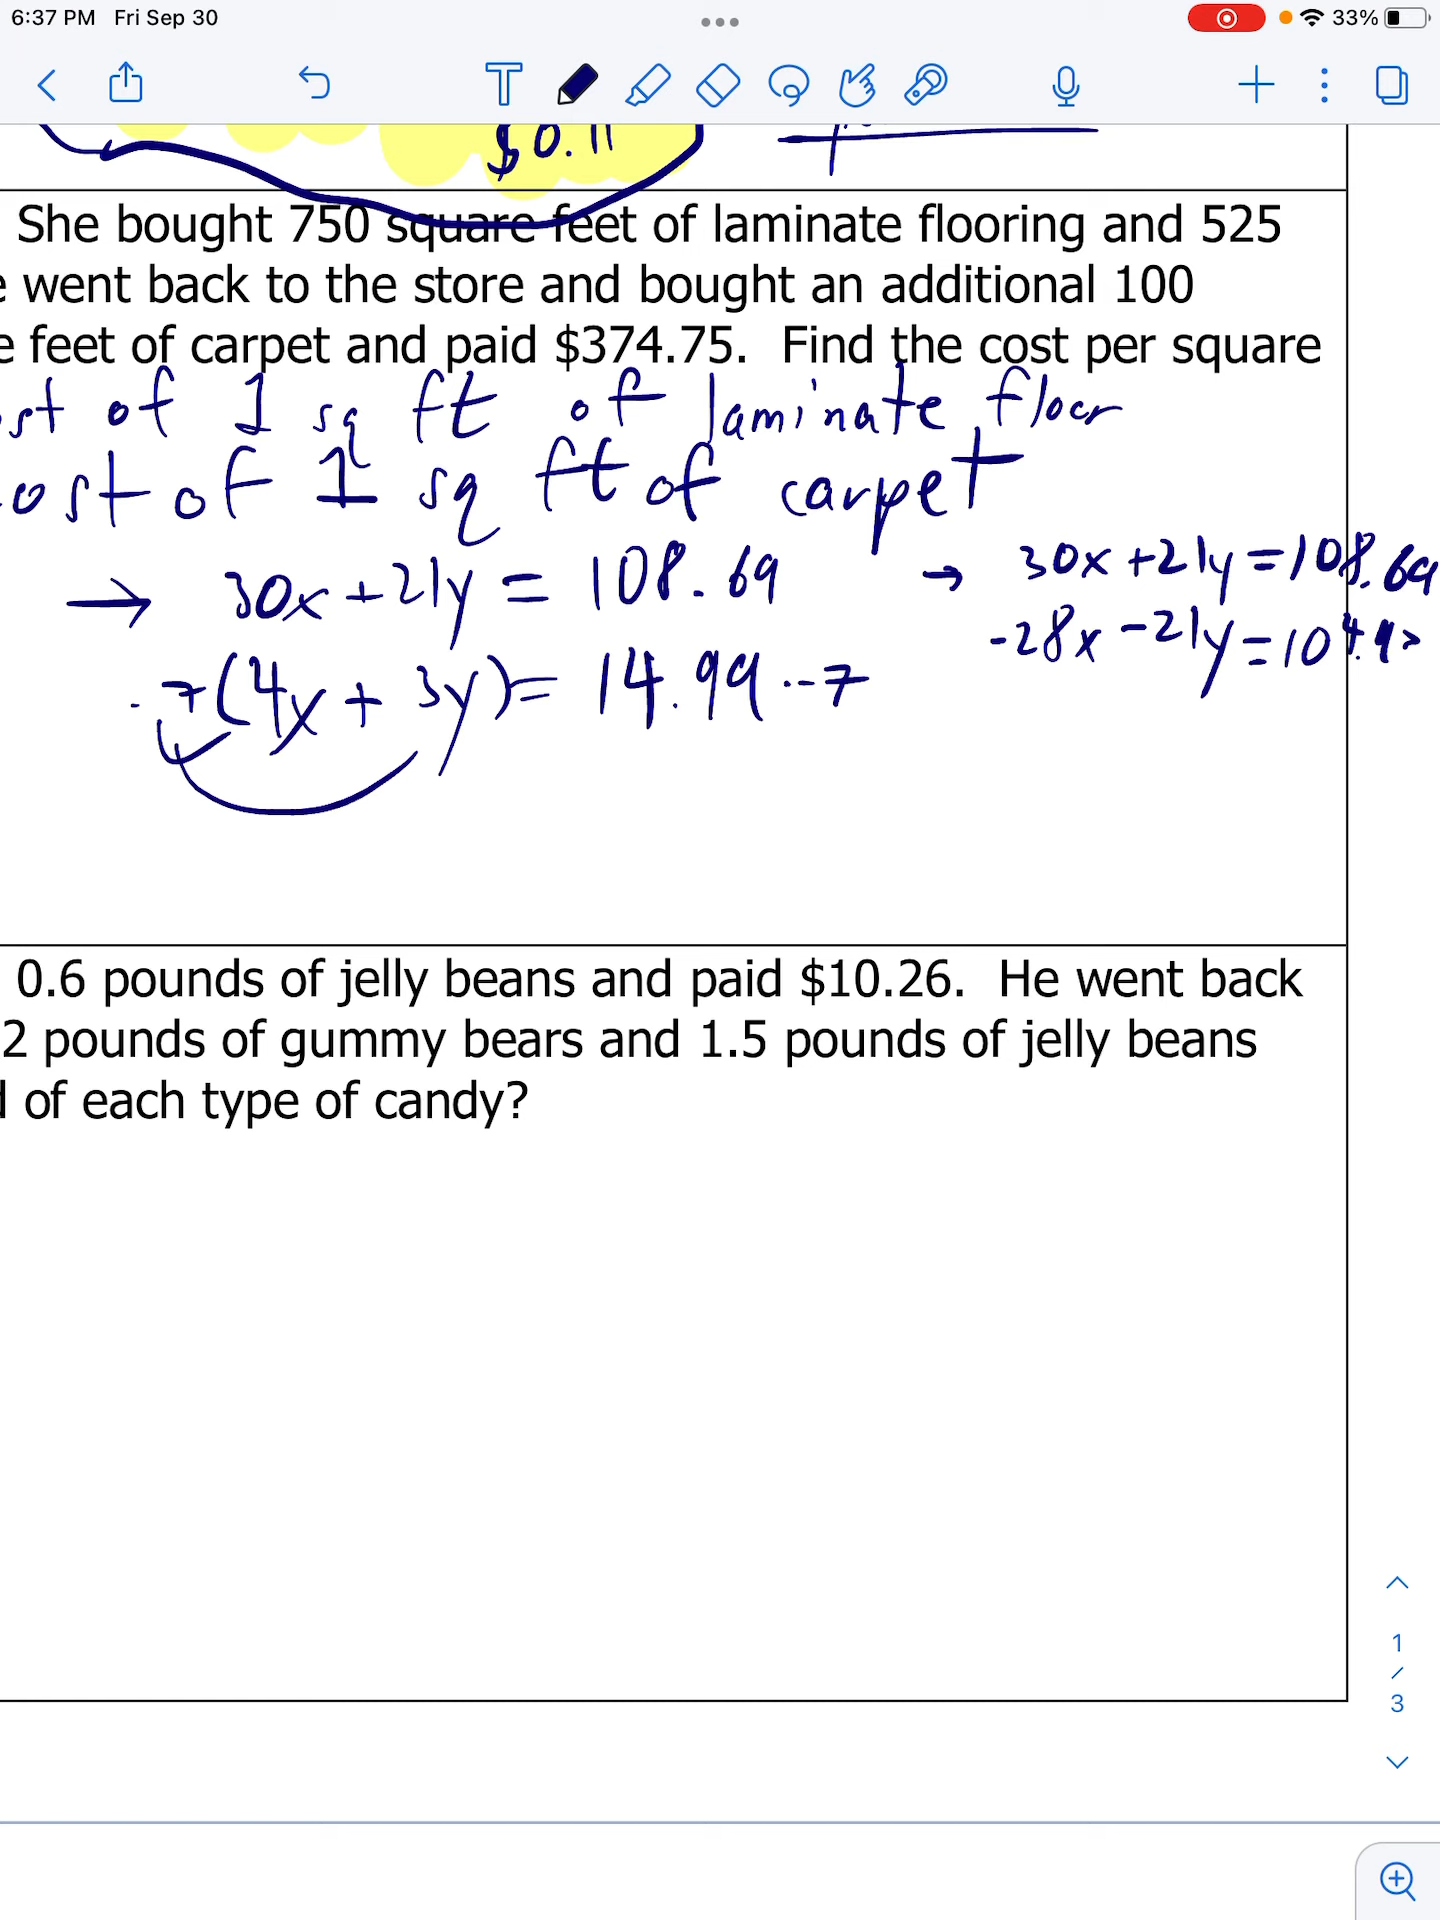 6:37 PM Fri Sep 30 33%
T
$0.11
She bought 750 square feet of laminate flooring and 525
e went back to the store and bought an additional 100
e feet of carpet and paid $374.75. Find the cost per square
st of 1 sq ft of laminate floor
ost of 1 sq ft of carpet
→ 30x + 21y = 108.69
→ 30x + 21y = 108.69
-7(4x + 3y) = 14.99 · -7
-28x - 21y = 104.93
0.6 pounds of jelly beans and paid $10.26. He went back
2 pounds of gummy bears and 1.5 pounds of jelly beans
d of each type of candy?
1
/
3